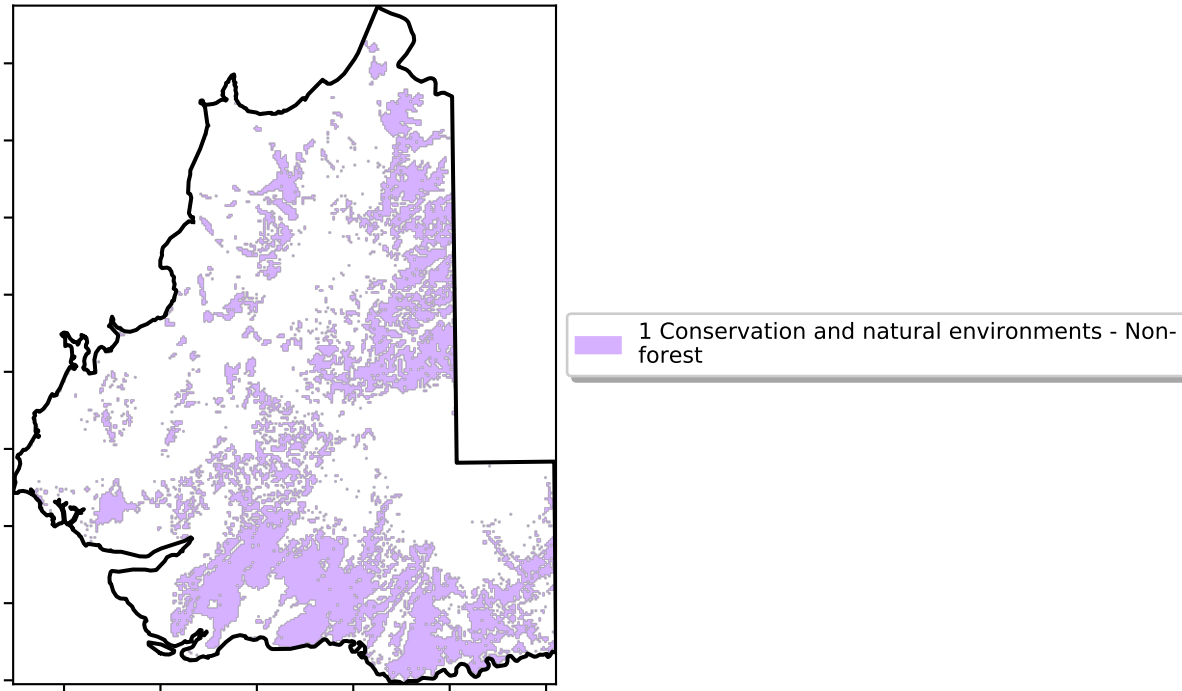 1 Conservation and natural environments - Non-
forest